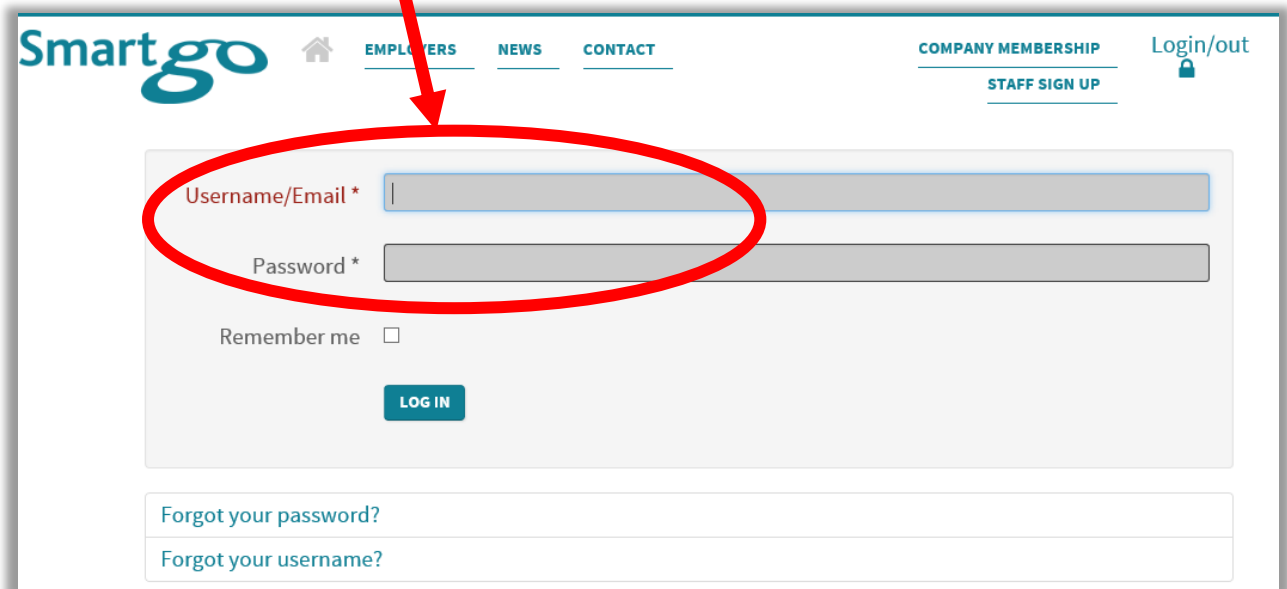 Smartgo
EMPLOYERS NEWS CONTACT
COMPANY MEMBERSHIP
STAFF SIGN UP
Login/out
Username/Email *
Password *
Remember me
LOG IN
Forgot your password?
Forgot your username?